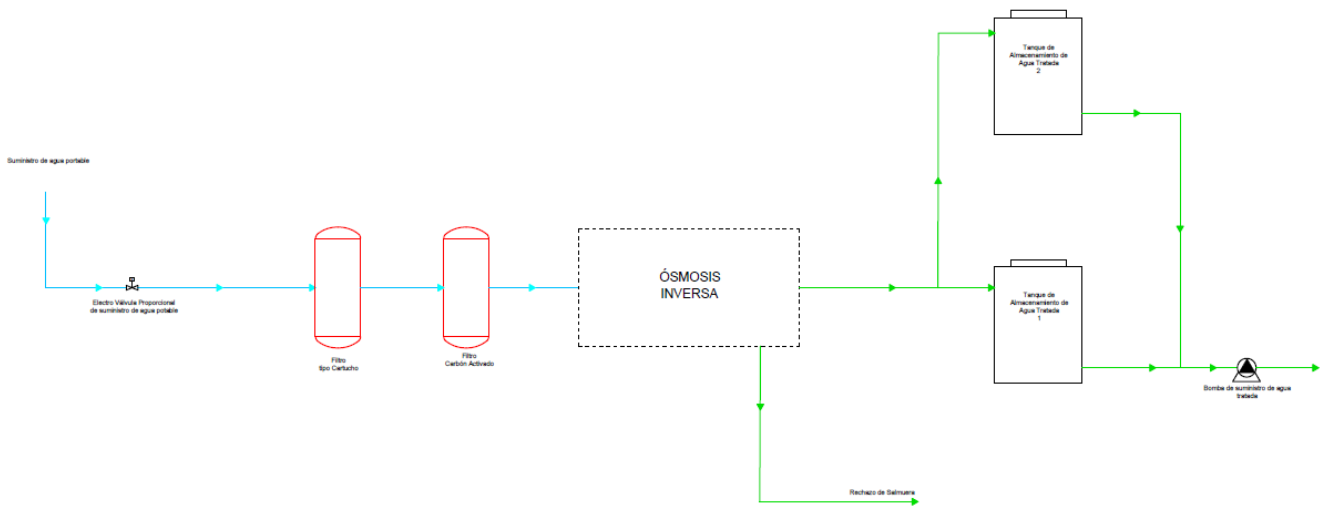 Tanque de
Almacenamiento de
Agua Tratada
2
Suministro de agua portable
ÓSMOSIS
INVERSA
Electro Válvula Proporcional
de suministro de agua potable
Filtro
tipo Cartucho
Filtro
Carbón Activado
Tanque de
Almacenamiento de
Agua Tratada
1
Bomba de suministro de agua
tratada
Rechazo de Salmuera